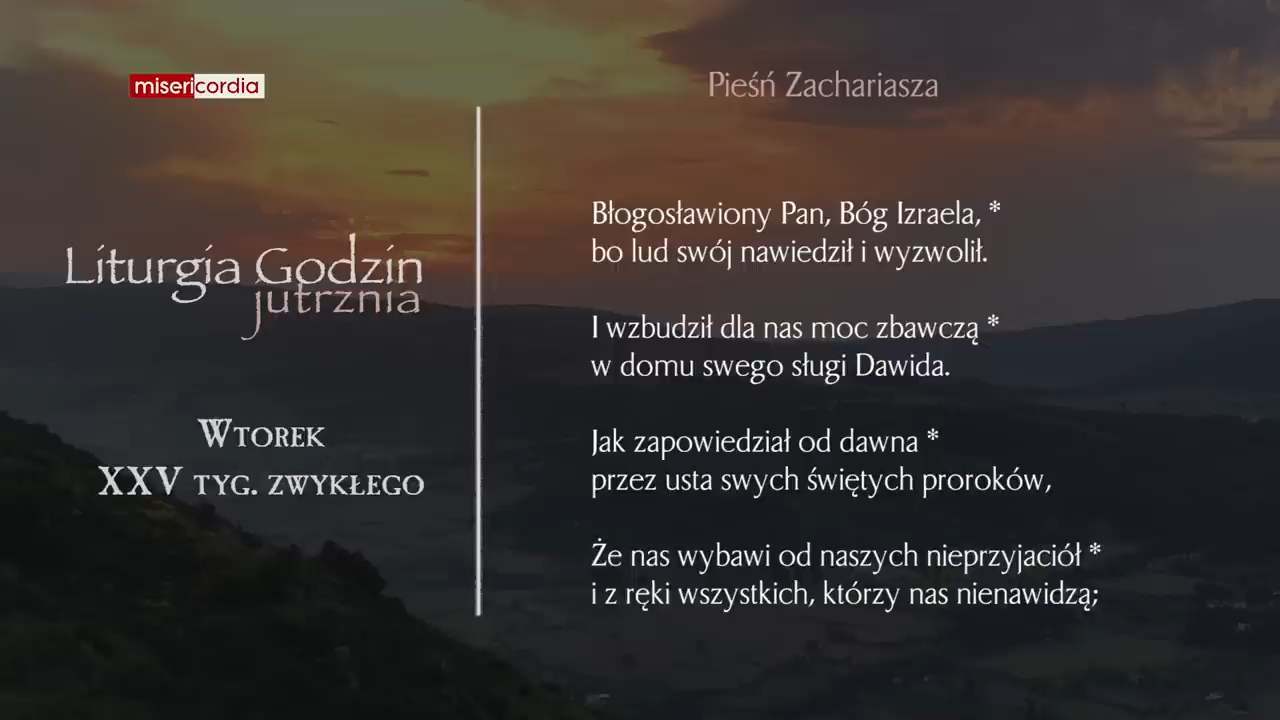 misericordia
Liturgia Godzin
jutrznia
Wtorek
XXV tyg. zwykłego
Pieśń Zachariasza
Błogosławiony Pan, Bóg Izraela, *
bo lud swój nawiedził i wyzwolił.
I wzbudził dla nas moc zbawczą *
w domu swego sługi Dawida.
Jak zapowiedział od dawna *
przez usta swych świętych proroków,
Że nas wybawi od naszych nieprzyjaciół *
i z ręki wszystkich, którzy nas nienawidzą;